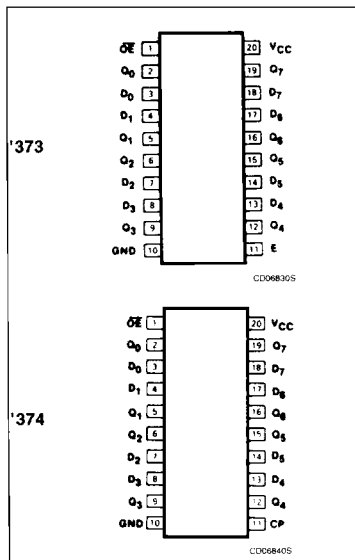 '373
O̅E̅ 1 20 VCC
Q0 2 19 Q7
D0 3 18 D7
D1 4 17 D6
Q1 5 16 Q6
Q2 6 15 Q5
D2 7 14 D5
D3 8 13 D4
Q3 9 12 Q4
GND 10 11 E
CD06830S
'374
O̅E̅ 1 20 VCC
Q0 2 19 Q7
D0 3 18 D7
D1 4 17 D6
Q1 5 16 Q6
Q2 6 15 Q5
D2 7 14 D5
D3 8 13 D4
Q3 9 12 Q4
GND 10 11 CP
CD06840S